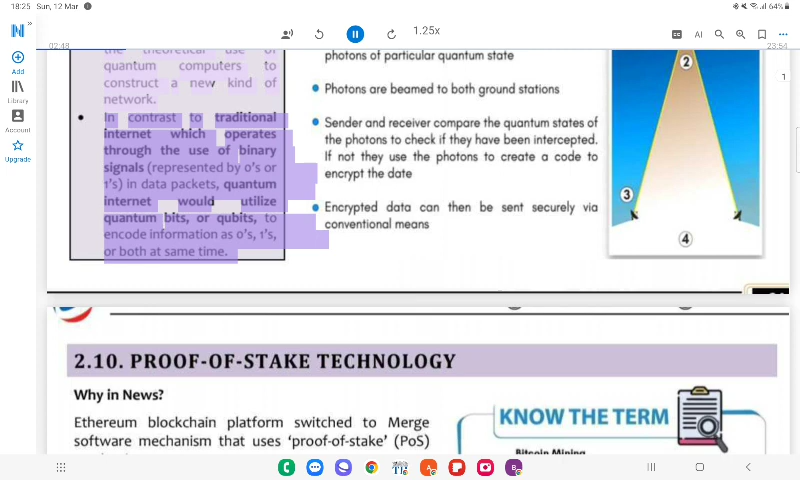 18:25 Sun, 12 Mar
64%
N
1.25x
AI
02:48
23:54
Add
Library
Account
Upgrade
1
the theoretical use of
quantum computers to
construct a new kind of
network.
• In contrast to traditional
internet which operates
through the use of binary
signals (represented by 0's or
1's) in data packets, quantum
internet would utilize
quantum bits, or qubits, to
encode information as 0's, 1's,
or both at same time.
photons of particular quantum state
• Photons are beamed to both ground stations
• Sender and receiver compare the quantum states of
the photons to check if they have been intercepted.
If not they use the photons to create a code to
encrypt the date
• Encrypted data can then be sent securely via
conventional means
2
3
4
2.10. PROOF-OF-STAKE TECHNOLOGY
Why in News?
Ethereum blockchain platform switched to Merge
software mechanism that uses 'proof-of-stake' (PoS)
KNOW THE TERM
Bitcoin Mining